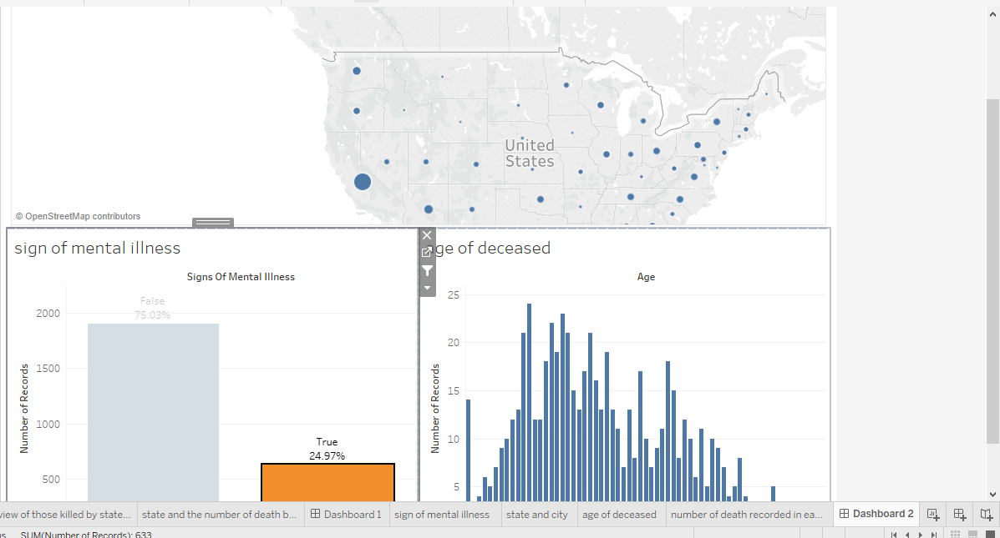 United
States
© OpenStreetMap contributors
sign of mental illness
Signs Of Mental Illness
False
75.03%
2000
1500
1000
500
Number of Records
True
24.97%
age of deceased
Age
25
20
15
10
5
Number of Records
view of those killed by state...
state and the number of death b...
Dashboard 1
sign of mental illness
state and city
age of deceased
number of death recorded in ea...
Dashboard 2
SUM(Number of Records): 633